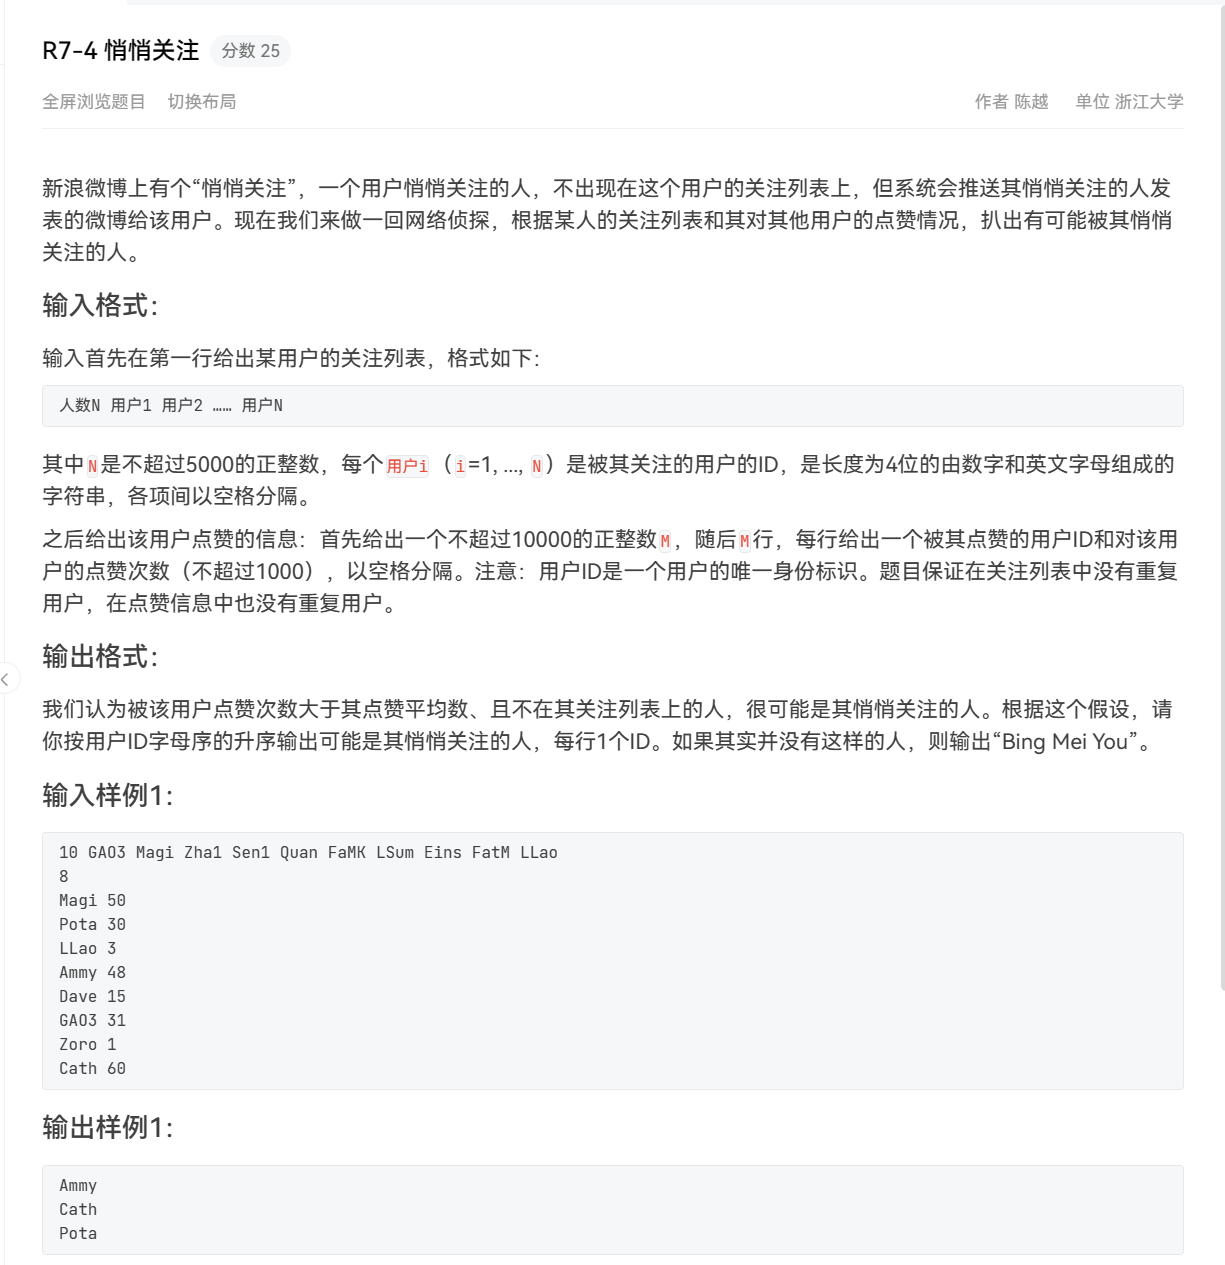 R7-4 悄悄关注 分数 25
全屏浏览题目 切换布局 作者 陈越 单位 浙江大学
新浪微博上有个“悄悄关注”，一个用户悄悄关注的人，不出现在这个用户的关注列表上，但系统会推送其悄悄关注的人发
表的微博给该用户。现在我们来做一回网络侦探，根据某人的关注列表和其对其他用户的点赞情况，扒出有可能被其悄悄
关注的人。
输入格式：
输入首先在第一行给出某用户的关注列表，格式如下：
人数N 用户1 用户2 …… 用户N
其中N是不超过5000的正整数，每个用户i（i=1, ..., N）是被其关注的用户的ID，是长度为4位的由数字和英文字母组成的
字符串，各项间以空格分隔。
之后给出该用户点赞的信息：首先给出一个不超过10000的正整数M，随后M行，每行给出一个被其点赞的用户ID和对该用
户的点赞次数（不超过1000），以空格分隔。注意：用户ID是一个用户的唯一身份标识。题目保证在关注列表中没有重复
用户，在点赞信息中也没有重复用户。
输出格式：
我们认为被该用户点赞次数大于其点赞平均数、且不在其关注列表上的人，很可能是其悄悄关注的人。根据这个假设，请
你按用户ID字母序的升序输出可能是其悄悄关注的人，每行1个ID。如果其实并没有这样的人，则输出“Bing Mei You”。
输入样例1：
10 GAO3 Magi Zha1 Sen1 Quan FaMK LSum Eins FatM LLao
8
Magi 50
Pota 30
LLao 3
Ammy 48
Dave 15
GAO3 31
Zoro 1
Cath 60
输出样例1：
Ammy
Cath
Pota